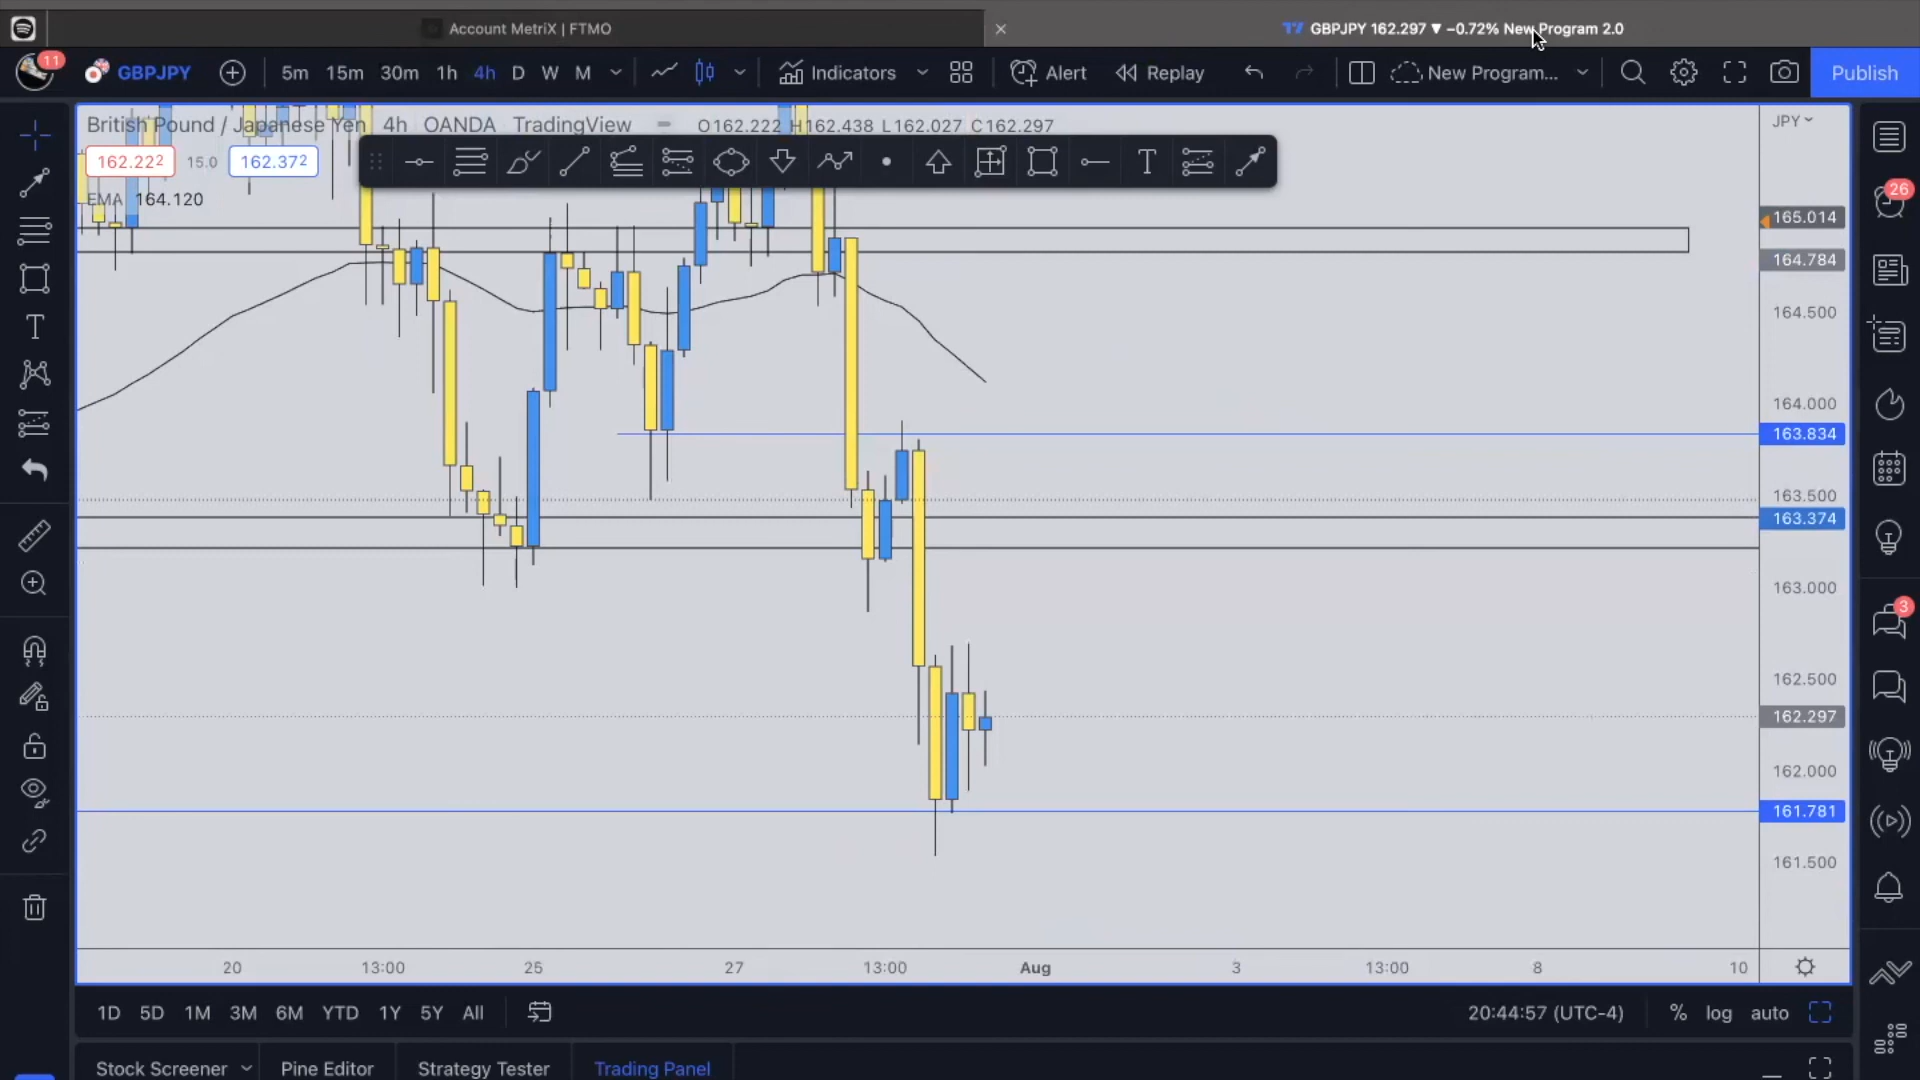 Account MetriX | FTMO
GBPJPY 162.297 ▼ −0.72% New Program 2.0
11
GBPJPY
5m 15m 30m 1h 4h D W M
Indicators
Alert
Replay
New Program...
Publish
British Pound / Japanese Yen 4h OANDA TradingView
O162.222 H162.438 L162.027 C162.297
JPY
162.222 15.0 162.372
T
EMA 164.120
165.014
26
164.784
164.500
T
164.000
163.834
163.500
163.374
163.000
3
162.500
162.297
162.000
161.781
161.500
20 13:00 25 27 13:00 Aug 3 13:00 8 10
1D 5D 1M 3M 6M YTD 1Y 5Y All
20:44:57 (UTC-4)
% log auto
Stock Screener
Pine Editor
Strategy Tester
Trading Panel